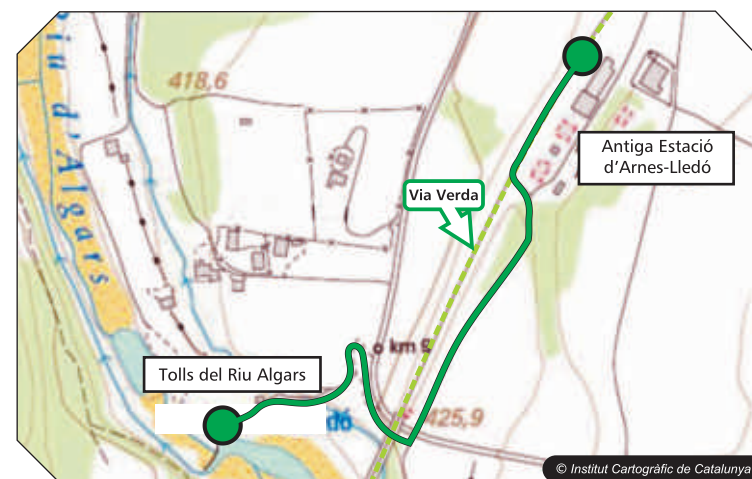 Riu d'Algars
418,6
Antiga Estació
d'Arnes-Lledó
Via Verda
km 9
Tolls del Riu Algars
425,9
© Institut Cartogràfic de Catalunya